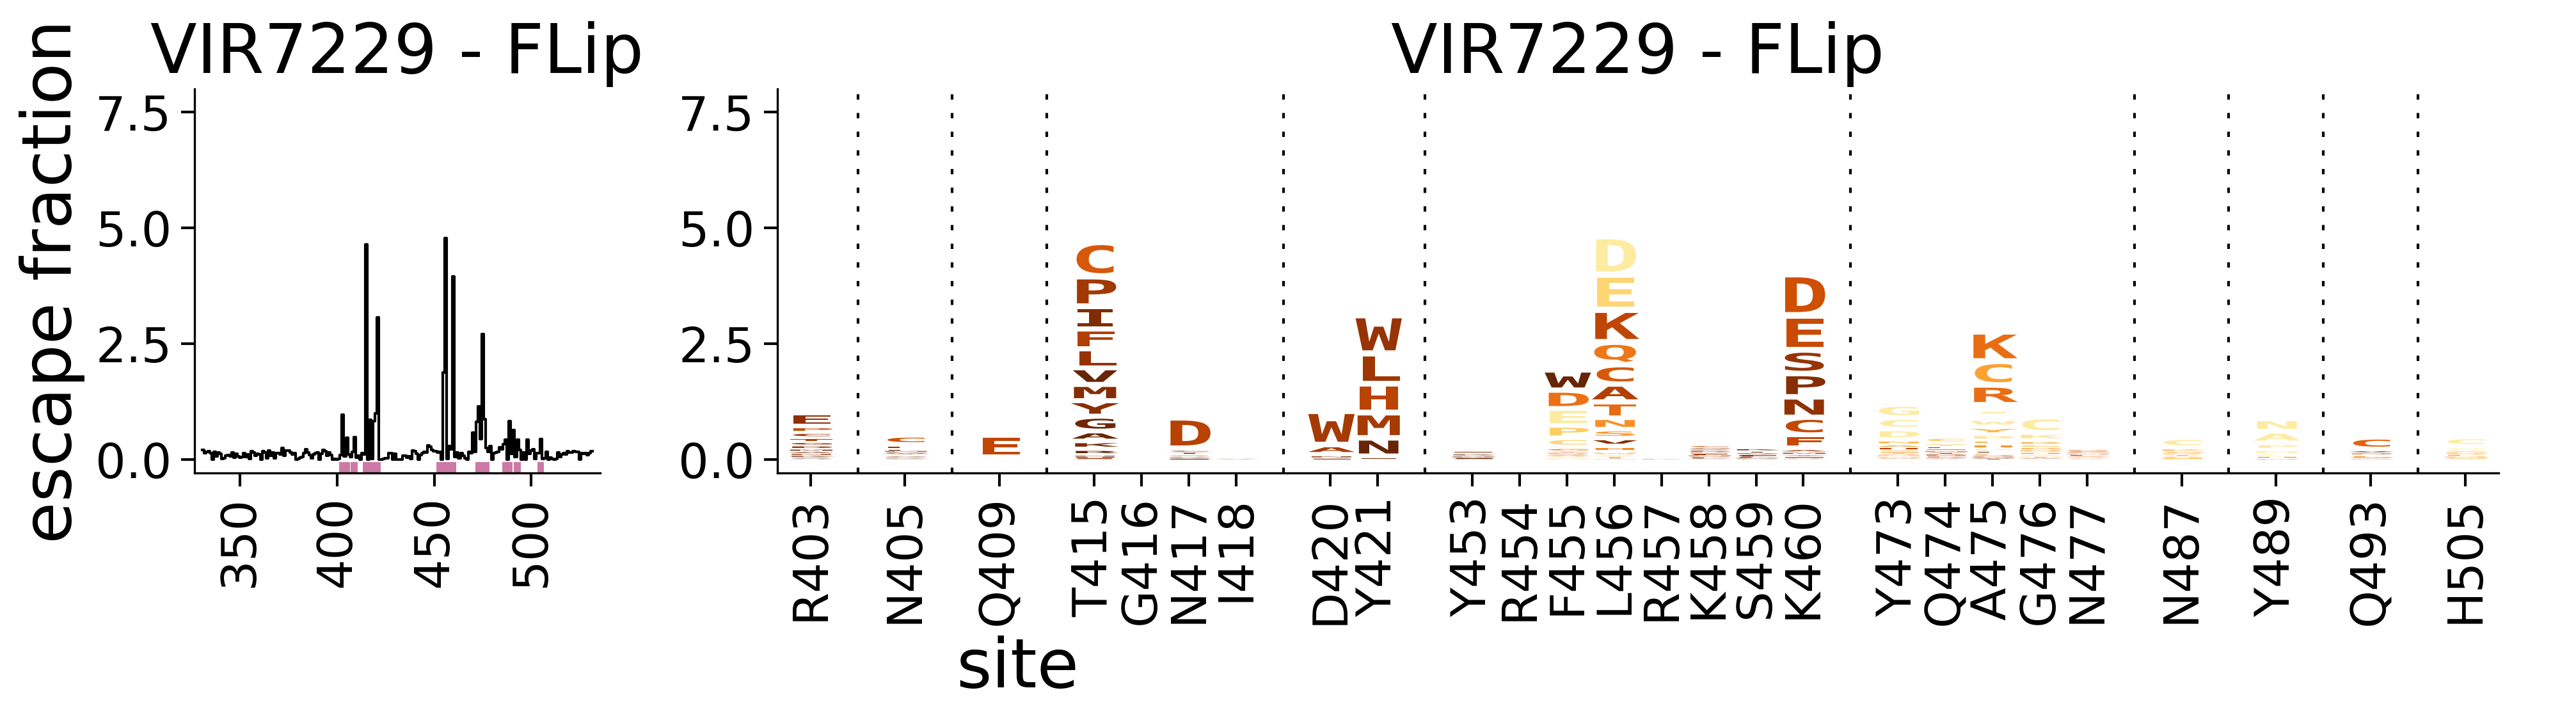 VIR7229 - FLip
VIR7229 - FLip
escape fraction
7.5
5.0
2.5
0.0
350
400
450
500
7.5
5.0
2.5
0.0
C
P
I
F
L
V
M
Y
G
A
K
E
C
E
D
W
A
W
L
H
M
N
W
D
E
P
C
D
E
K
Q
C
A
T
N
S
V
D
E
S
P
N
C
F
G
C
D
K
C
R
C
C
N
A
C
C
R403
N405
Q409
T415
G416
N417
I418
D420
Y421
Y453
R454
F455
L456
R457
K458
S459
K460
Y473
Q474
A475
G476
N477
N487
Y489
Q493
H505
site